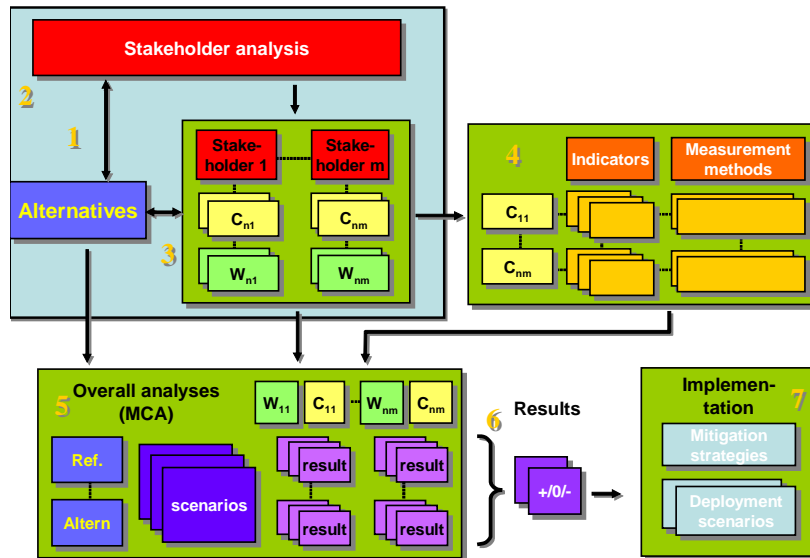 Stakeholder analysis
2
1
Stake-
holder 1
Stake-
holder m
4
Indicators
Measurement
methods
Alternatives
3
Cn1
Cnm
C11
Cnm
Wn1
Wnm
5
Overall analyses
(MCA)
W11
C11
Wnm
Cnm
6
Results
Implemen-
tation
7
Ref.
Altern
scenarios
result
result
result
result
+/0/-
Mitigation
strategies
Deployment
scenarios